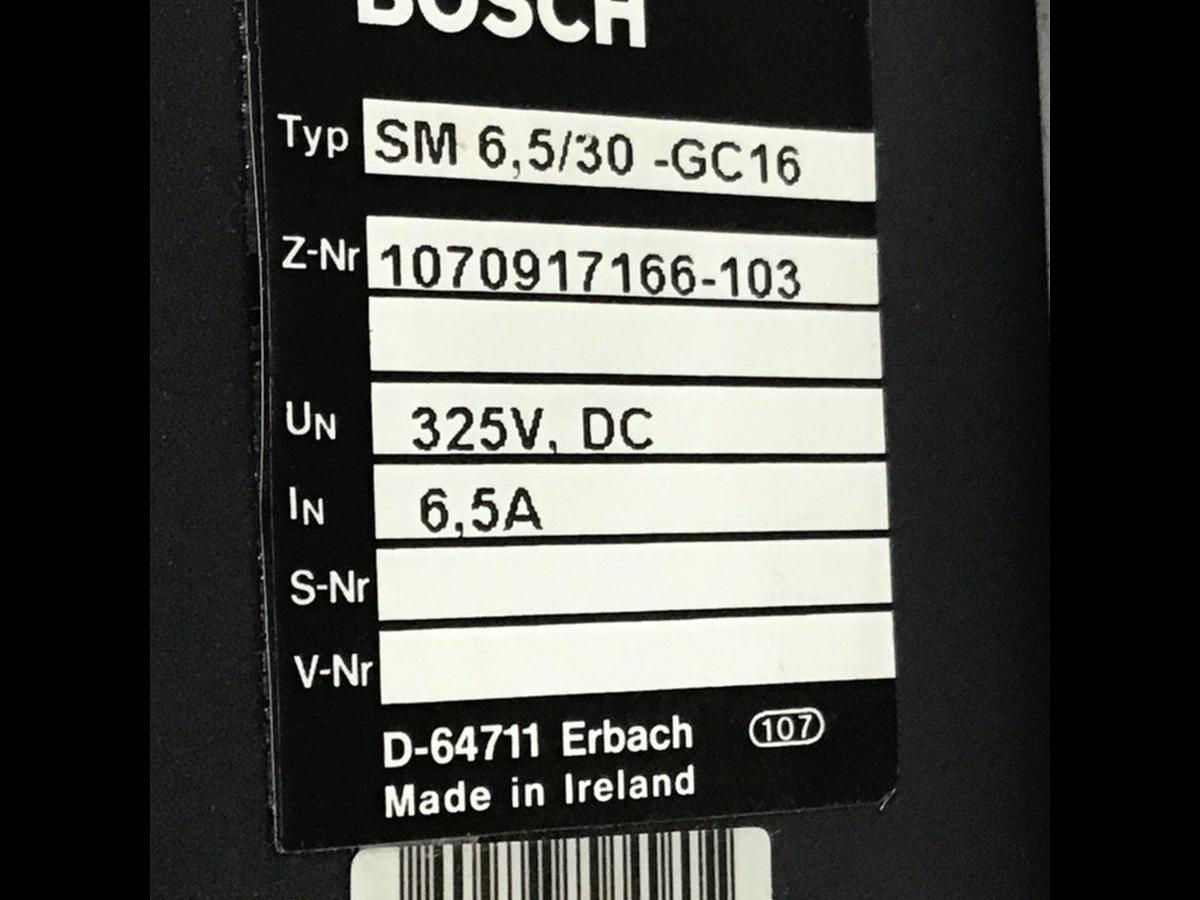 BOSCH
Typ SM 6,5/30 -GC16
Z-Nr 1070917166-103
UN 325V, DC
IN 6,5A
S-Nr
V-Nr
D-64711 Erbach 107
Made in Ireland